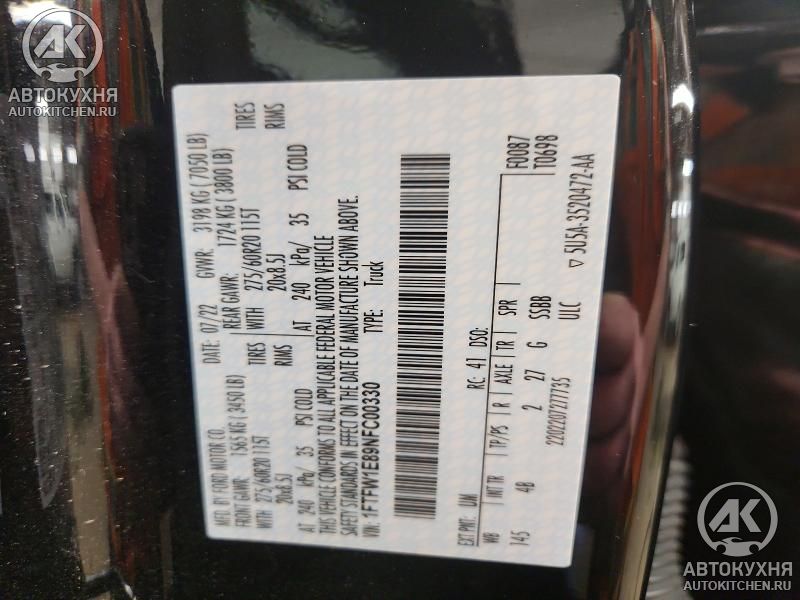 AK
АВТОКУХНЯ
AUTOKITCHEN.RU
MFD. BY FORD MOTOR CO.
DATE: 07/22 GVWR: 3198 KG ( 7050 LB)
FRONT GAWR: 1565 KG ( 3450 LB) REAR GAWR: 1724 KG ( 3800 LB)
WITH 275/60R20 115T TIRES WITH 275/60R20 115T TIRES
20x8.5J RIMS 20x8.5J RIMS
AT 240 kPa/ 35 PSI COLD AT 240 kPa/ 35 PSI COLD
THIS VEHICLE CONFORMS TO ALL APPLICABLE FEDERAL MOTOR VEHICLE
SAFETY STANDARDS IN EFFECT ON THE DATE OF MANUFACTURE SHOWN ABOVE.
VIN: 1FTFW1E89NFC00330 TYPE: Truck
EXT PNT: UM RC: 41 DSO: F0087
WB INT TR TP/PS R AXLE TR SPR T0698
145 4B 2 27 G SSBB
2202207277735 ULC
▽ 5U5A-3520472-AA
AK
АВТОКУХНЯ
AUTOKITCHEN.RU